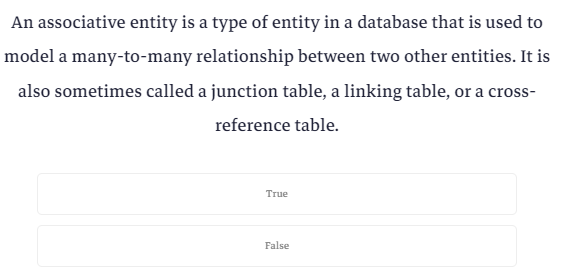 An associative entity is a type of entity in a database that is used to
model a many-to-many relationship between two other entities. It is
also sometimes called a junction table, a linking table, or a cross-
reference table.
True
False